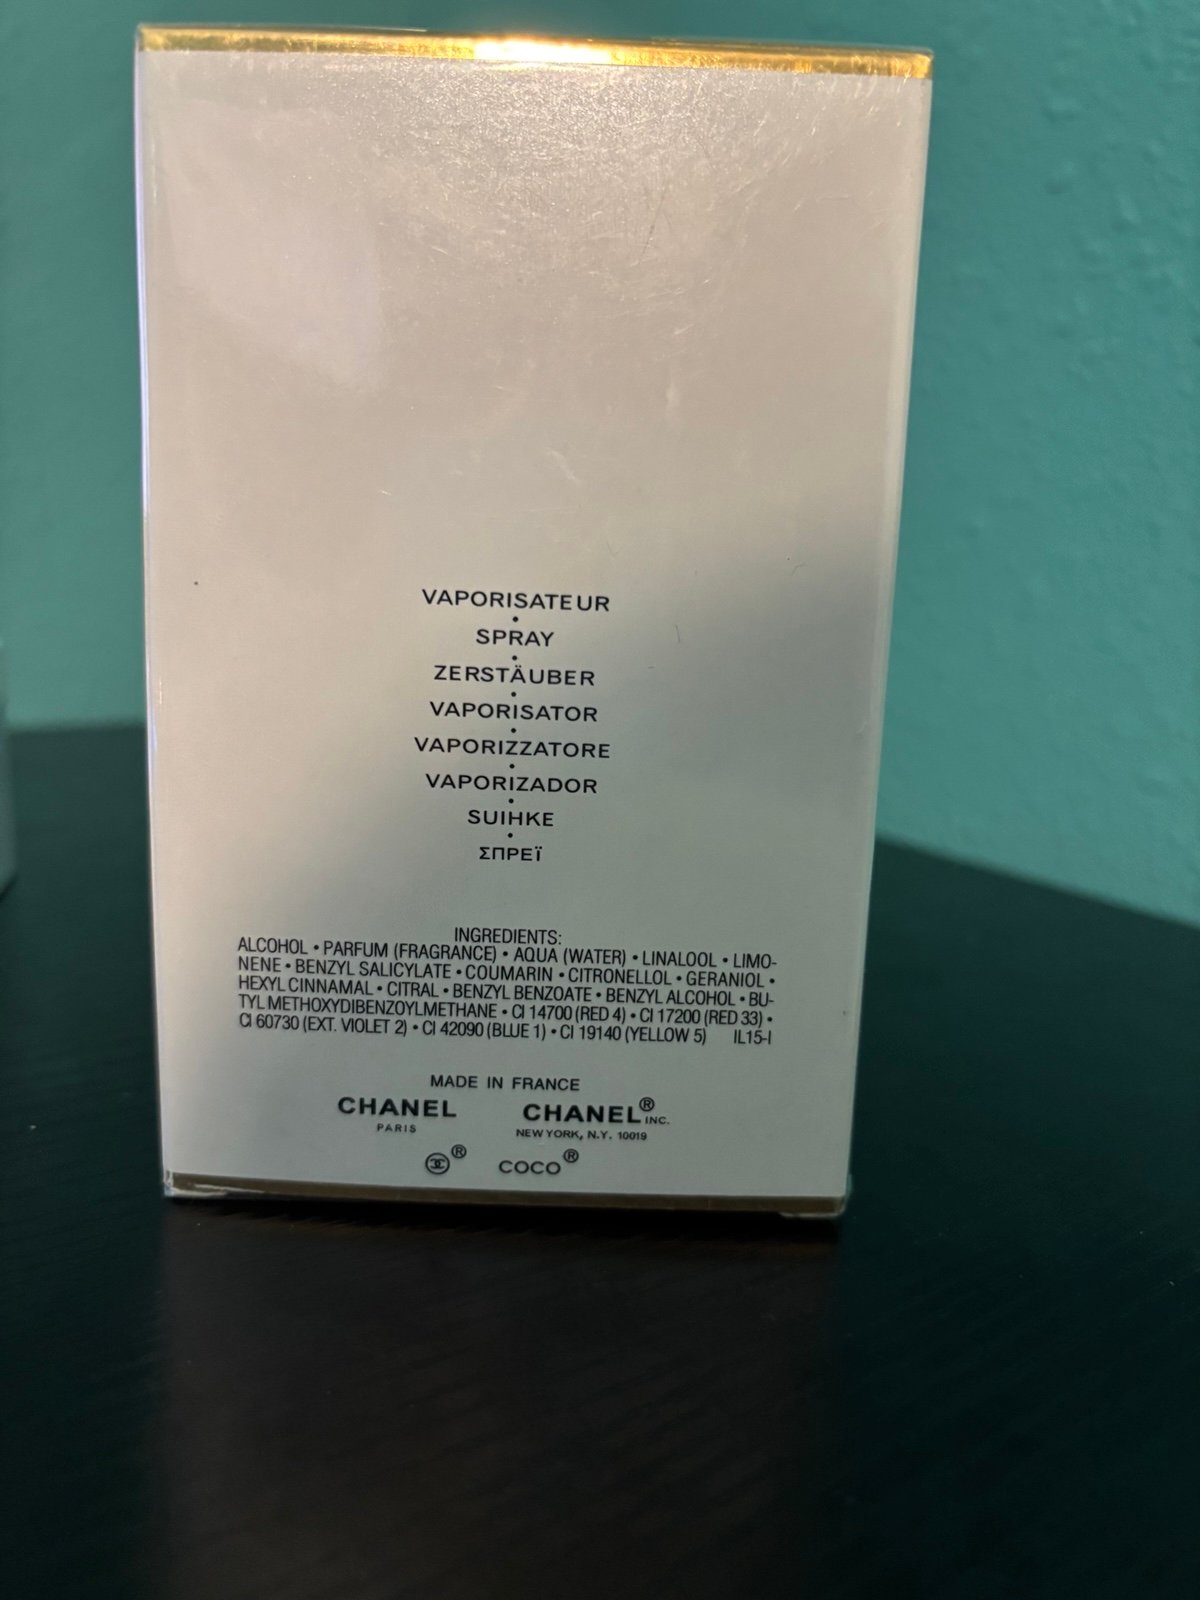 VAPORISATEUR
•
SPRAY
•
ZERSTÄUBER
•
VAPORISATOR
•
VAPORIZZATORE
•
VAPORIZADOR
•
SUIHKE
•
ΣΠΡΕΪ
INGREDIENTS:
ALCOHOL • PARFUM (FRAGRANCE) • AQUA (WATER) • LINALOOL • LIMO-
NENE • BENZYL SALICYLATE • COUMARIN • CITRONELLOL • GERANIOL •
HEXYL CINNAMAL • CITRAL • BENZYL BENZOATE • BENZYL ALCOHOL • BU-
TYL METHOXYDIBENZOYLMETHANE • CI 14700 (RED 4) • CI 17200 (RED 33) •
CI 60730 (EXT. VIOLET 2) • CI 42090 (BLUE 1) • CI 19140 (YELLOW 5) IL15-I
MADE IN FRANCE
CHANEL CHANEL® INC.
PARIS NEW YORK, N.Y. 10019
® COCO®